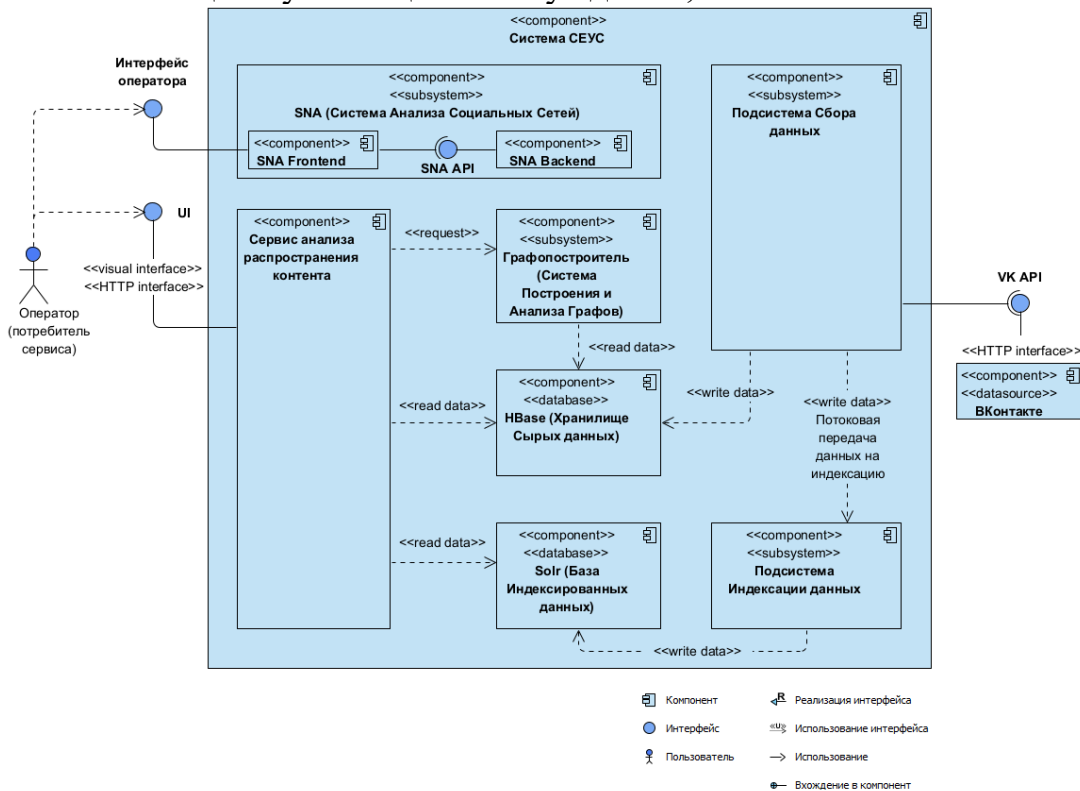 <<component>>
Система СЕУС
Интерфейс
оператора
<<component>>
<<subsystem>>
SNA (Система Анализа Социальных Сетей)
<<component>>
SNA Frontend
SNA API
<<component>>
SNA Backend
<<component>>
<<subsystem>>
Подсистема Сбора
данных
UI
<<visual interface>>
<<HTTP interface>>
Оператор
(потребитель
сервиса)
<<component>>
Сервис анализа
распространения
контента
<<request>>
<<component>>
<<subsystem>>
Графопостроитель
(Система
Построения и
Анализа Графов)
<<read data>>
VK API
<<HTTP interface>>
<<component>>
<<datasource>>
ВКонтакте
<<read data>>
<<component>>
<<database>>
HBase (Хранилище
Сырых данных)
<<write data>>
<<write data>>
Потоковая
передача
данных на
индексацию
<<read data>>
<<component>>
<<database>>
Solr (База
Индексированных
данных)
<<component>>
<<subsystem>>
Подсистема
Индексации данных
<<write data>>
Компонент
R
Реализация интерфейса
Интерфейс
<<U>>
Использование интерфейса
Пользователь
Использование
Вхождение в компонент